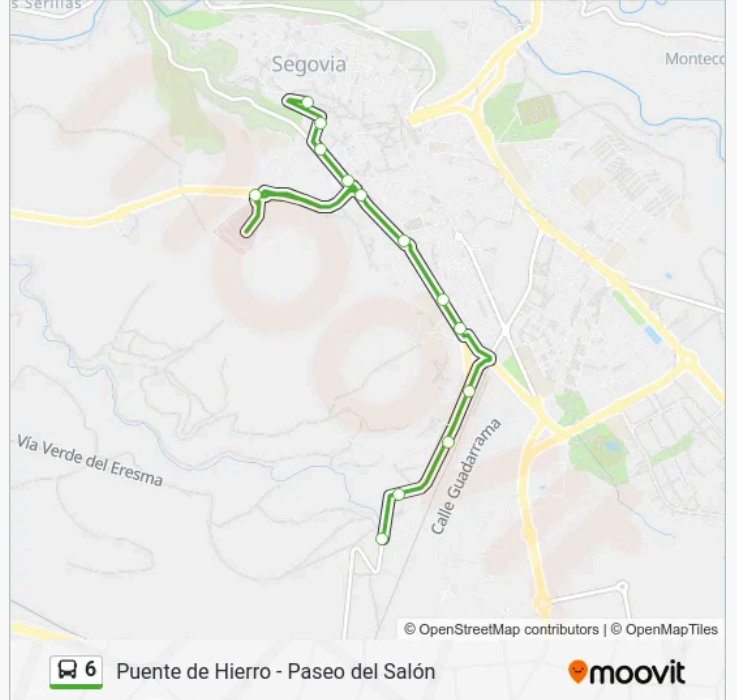 s Serillas
Segovia
Montecc
Vía Verde del Eresma
Calle Guadarrama
© OpenStreetMap contributors | © OpenMapTiles
6 Puente de Hierro - Paseo del Salón
moovit